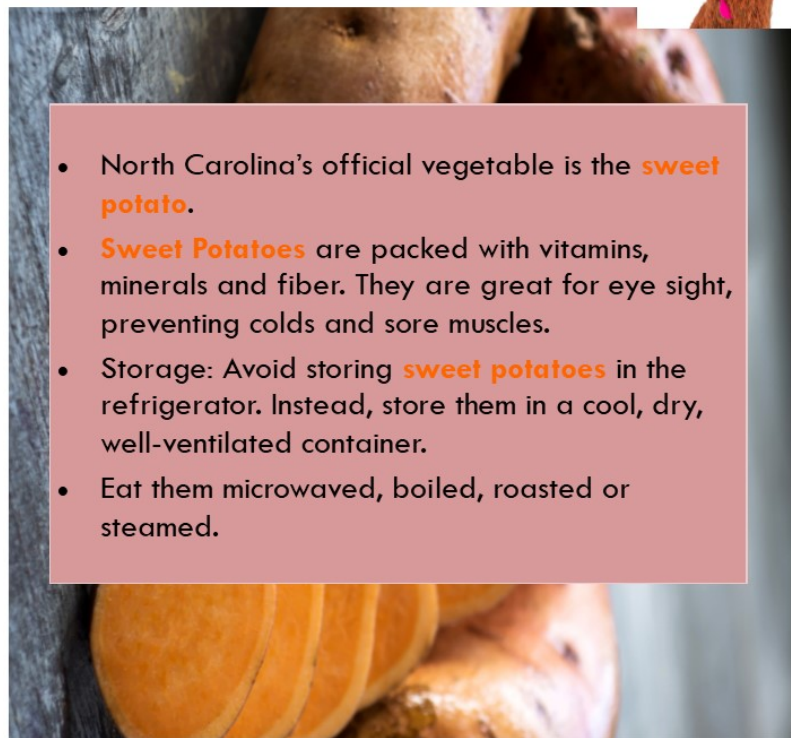 • North Carolina’s official vegetable is the sweet
potato.
• Sweet Potatoes are packed with vitamins,
minerals and fiber. They are great for eye sight,
preventing colds and sore muscles.
• Storage: Avoid storing sweet potatoes in the
refrigerator. Instead, store them in a cool, dry,
well-ventilated container.
• Eat them microwaved, boiled, roasted or
steamed.